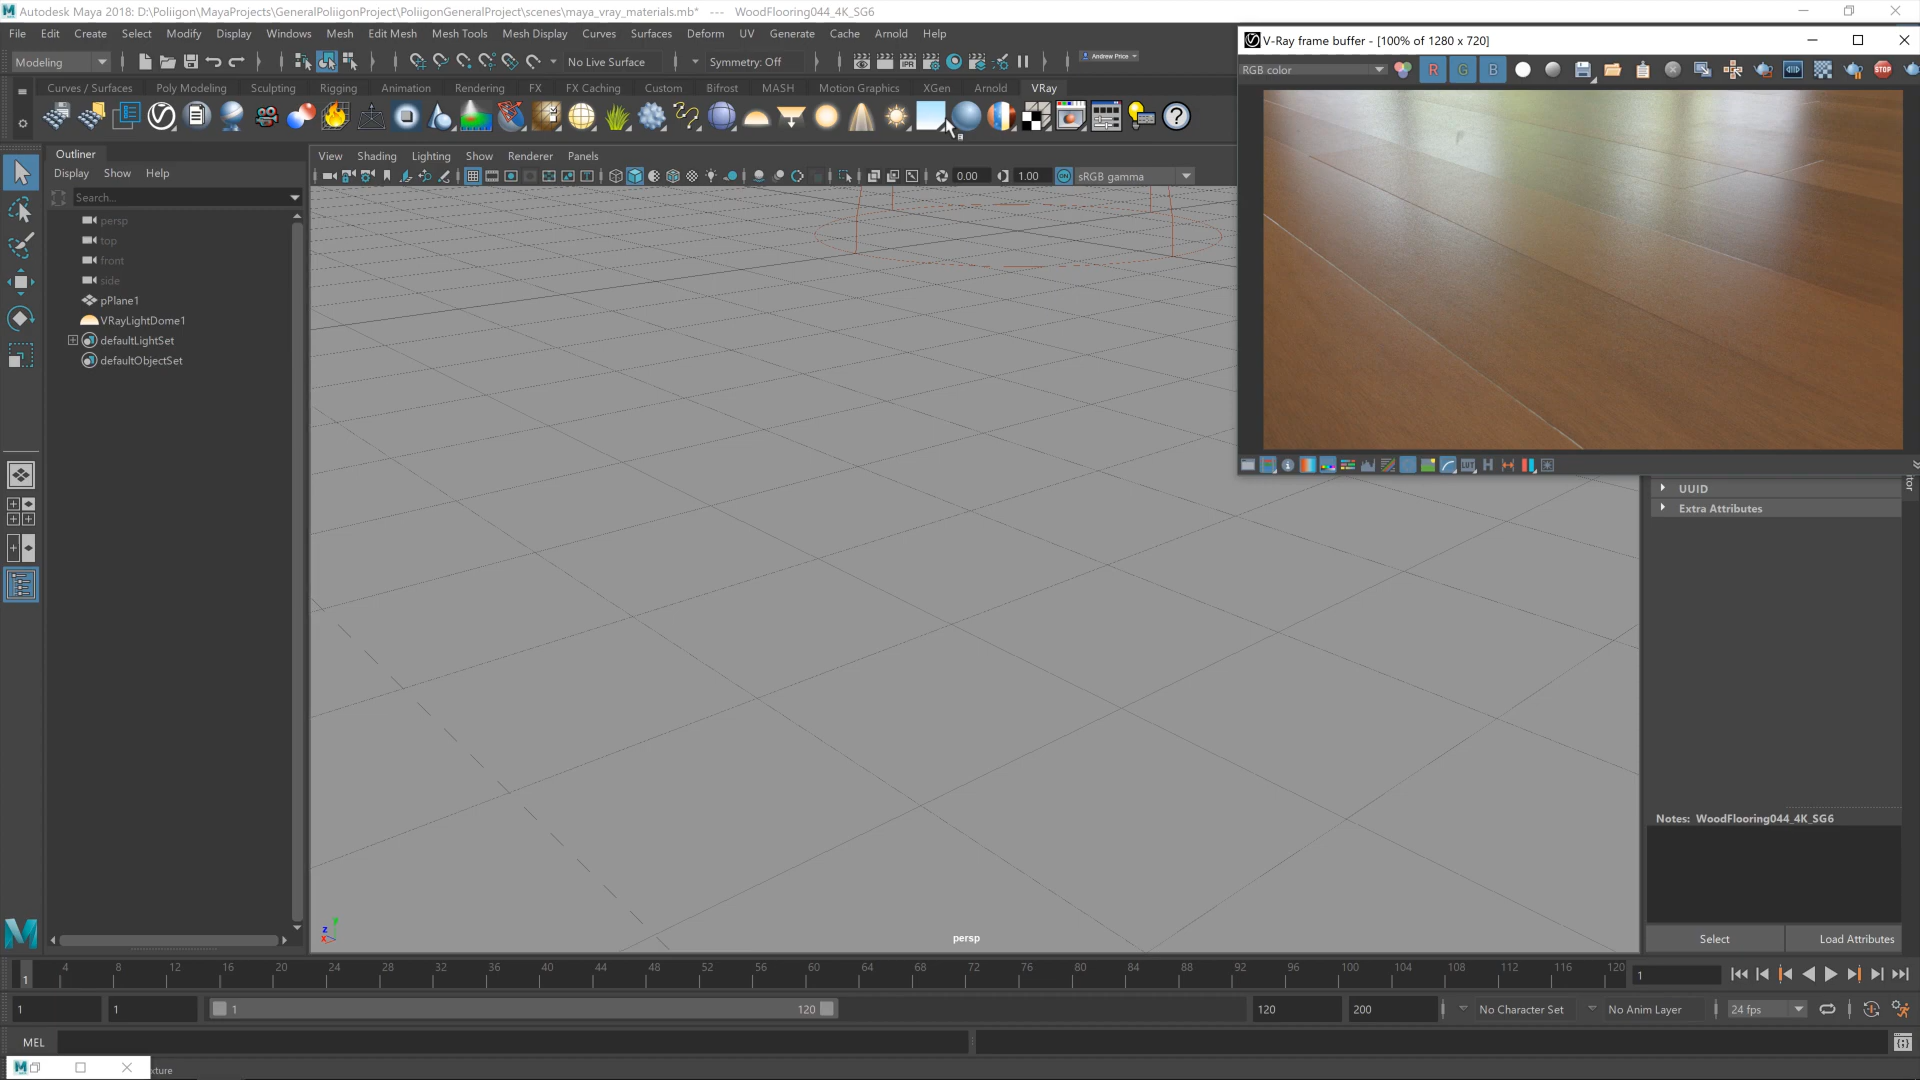 Autodesk Maya 2018: D:\Poliigon\MayaProjects\GeneralPoliigonProject\PoliigonGeneralProject\scenes\maya_vray_materials.mb*   ---   WoodFlooring044_4K_SG6
File Edit Create Select Modify Display Windows Mesh Edit Mesh Mesh Tools Mesh Display Curves Surfaces Deform UV Generate Cache Arnold Help
V-Ray frame buffer - [100% of 1280 x 720]
Modeling No Live Surface Symmetry: Off Andrew Price
RGB color R G B STOP
Curves / Surfaces Poly Modeling Sculpting Rigging Animation Rendering FX FX Caching Custom Bifrost MASH Motion Graphics XGen Arnold VRay
Outliner
View Shading Lighting Show Renderer Panels
Display Show Help
0.00 1.00 ON sRGB gamma
Search...
persp
top
front
side
pPlane1
VRayLightDome1
defaultLightSet
defaultObjectSet
UUID
Extra Attributes
Notes: WoodFlooring044_4K_SG6
persp
Select Load Attributes
1 4 8 12 16 20 24 28 32 36 40 44 48 52 56 60 64 68 72 76 80 84 88 92 96 100 104 108 112 116 120 1
1 1 1 120 120 200 No Character Set No Anim Layer 24 fps
MEL
xture